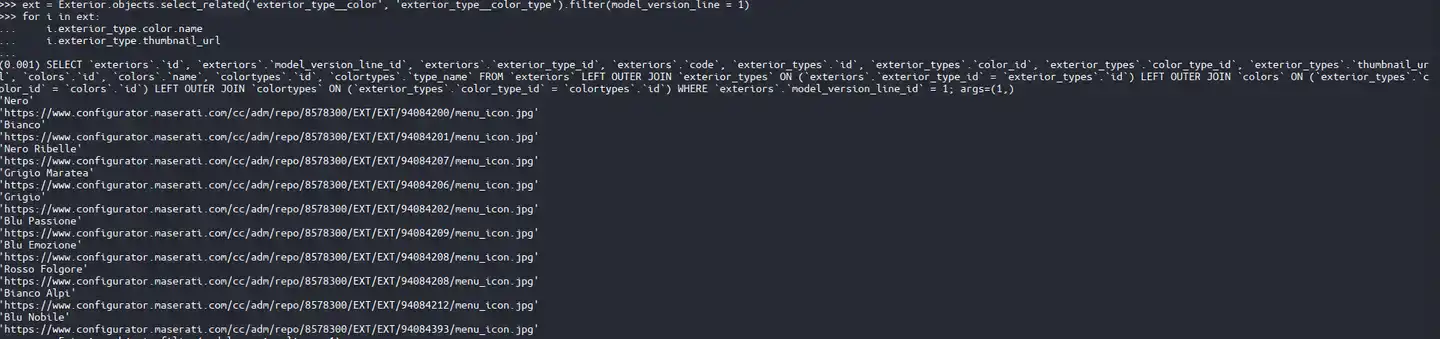 >>> ext = Exterior.objects.select_related('exterior_type__color', 'exterior_type__color_type').filter(model_version_line = 1)
>>> for i in ext:
...     i.exterior_type.color.name
...     i.exterior_type.thumbnail_url
...
(0.001) SELECT `exteriors`.`id`, `exteriors`.`model_version_line_id`, `exteriors`.`exterior_type_id`, `exteriors`.`code`, `exterior_types`.`id`, `exterior_types`.`color_id`, `exterior_types`.`color_type_id`, `exterior_types`.`thumbnail_ur
l`, `colors`.`id`, `colors`.`name`, `colortypes`.`id`, `colortypes`.`type_name` FROM `exteriors` LEFT OUTER JOIN `exterior_types` ON (`exteriors`.`exterior_type_id` = `exterior_types`.`id`) LEFT OUTER JOIN `colors` ON (`exterior_types`.`c
olor_id` = `colors`.`id`) LEFT OUTER JOIN `colortypes` ON (`exterior_types`.`color_type_id` = `colortypes`.`id`) WHERE `exteriors`.`model_version_line_id` = 1; args=(1,)
'Nero'
'https://www.configurator.maserati.com/cc/adm/repo/8578300/EXT/EXT/94084200/menu_icon.jpg'
'Bianco'
'https://www.configurator.maserati.com/cc/adm/repo/8578300/EXT/EXT/94084201/menu_icon.jpg'
'Nero Ribelle'
'https://www.configurator.maserati.com/cc/adm/repo/8578300/EXT/EXT/94084207/menu_icon.jpg'
'Grigio Maratea'
'https://www.configurator.maserati.com/cc/adm/repo/8578300/EXT/EXT/94084206/menu_icon.jpg'
'Grigio'
'https://www.configurator.maserati.com/cc/adm/repo/8578300/EXT/EXT/94084202/menu_icon.jpg'
'Blu Passione'
'https://www.configurator.maserati.com/cc/adm/repo/8578300/EXT/EXT/94084209/menu_icon.jpg'
'Blu Emozione'
'https://www.configurator.maserati.com/cc/adm/repo/8578300/EXT/EXT/94084208/menu_icon.jpg'
'Rosso Folgore'
'https://www.configurator.maserati.com/cc/adm/repo/8578300/EXT/EXT/94084208/menu_icon.jpg'
'Bianco Alpi'
'https://www.configurator.maserati.com/cc/adm/repo/8578300/EXT/EXT/94084212/menu_icon.jpg'
'Blu Nobile'
'https://www.configurator.maserati.com/cc/adm/repo/8578300/EXT/EXT/94084393/menu_icon.jpg'